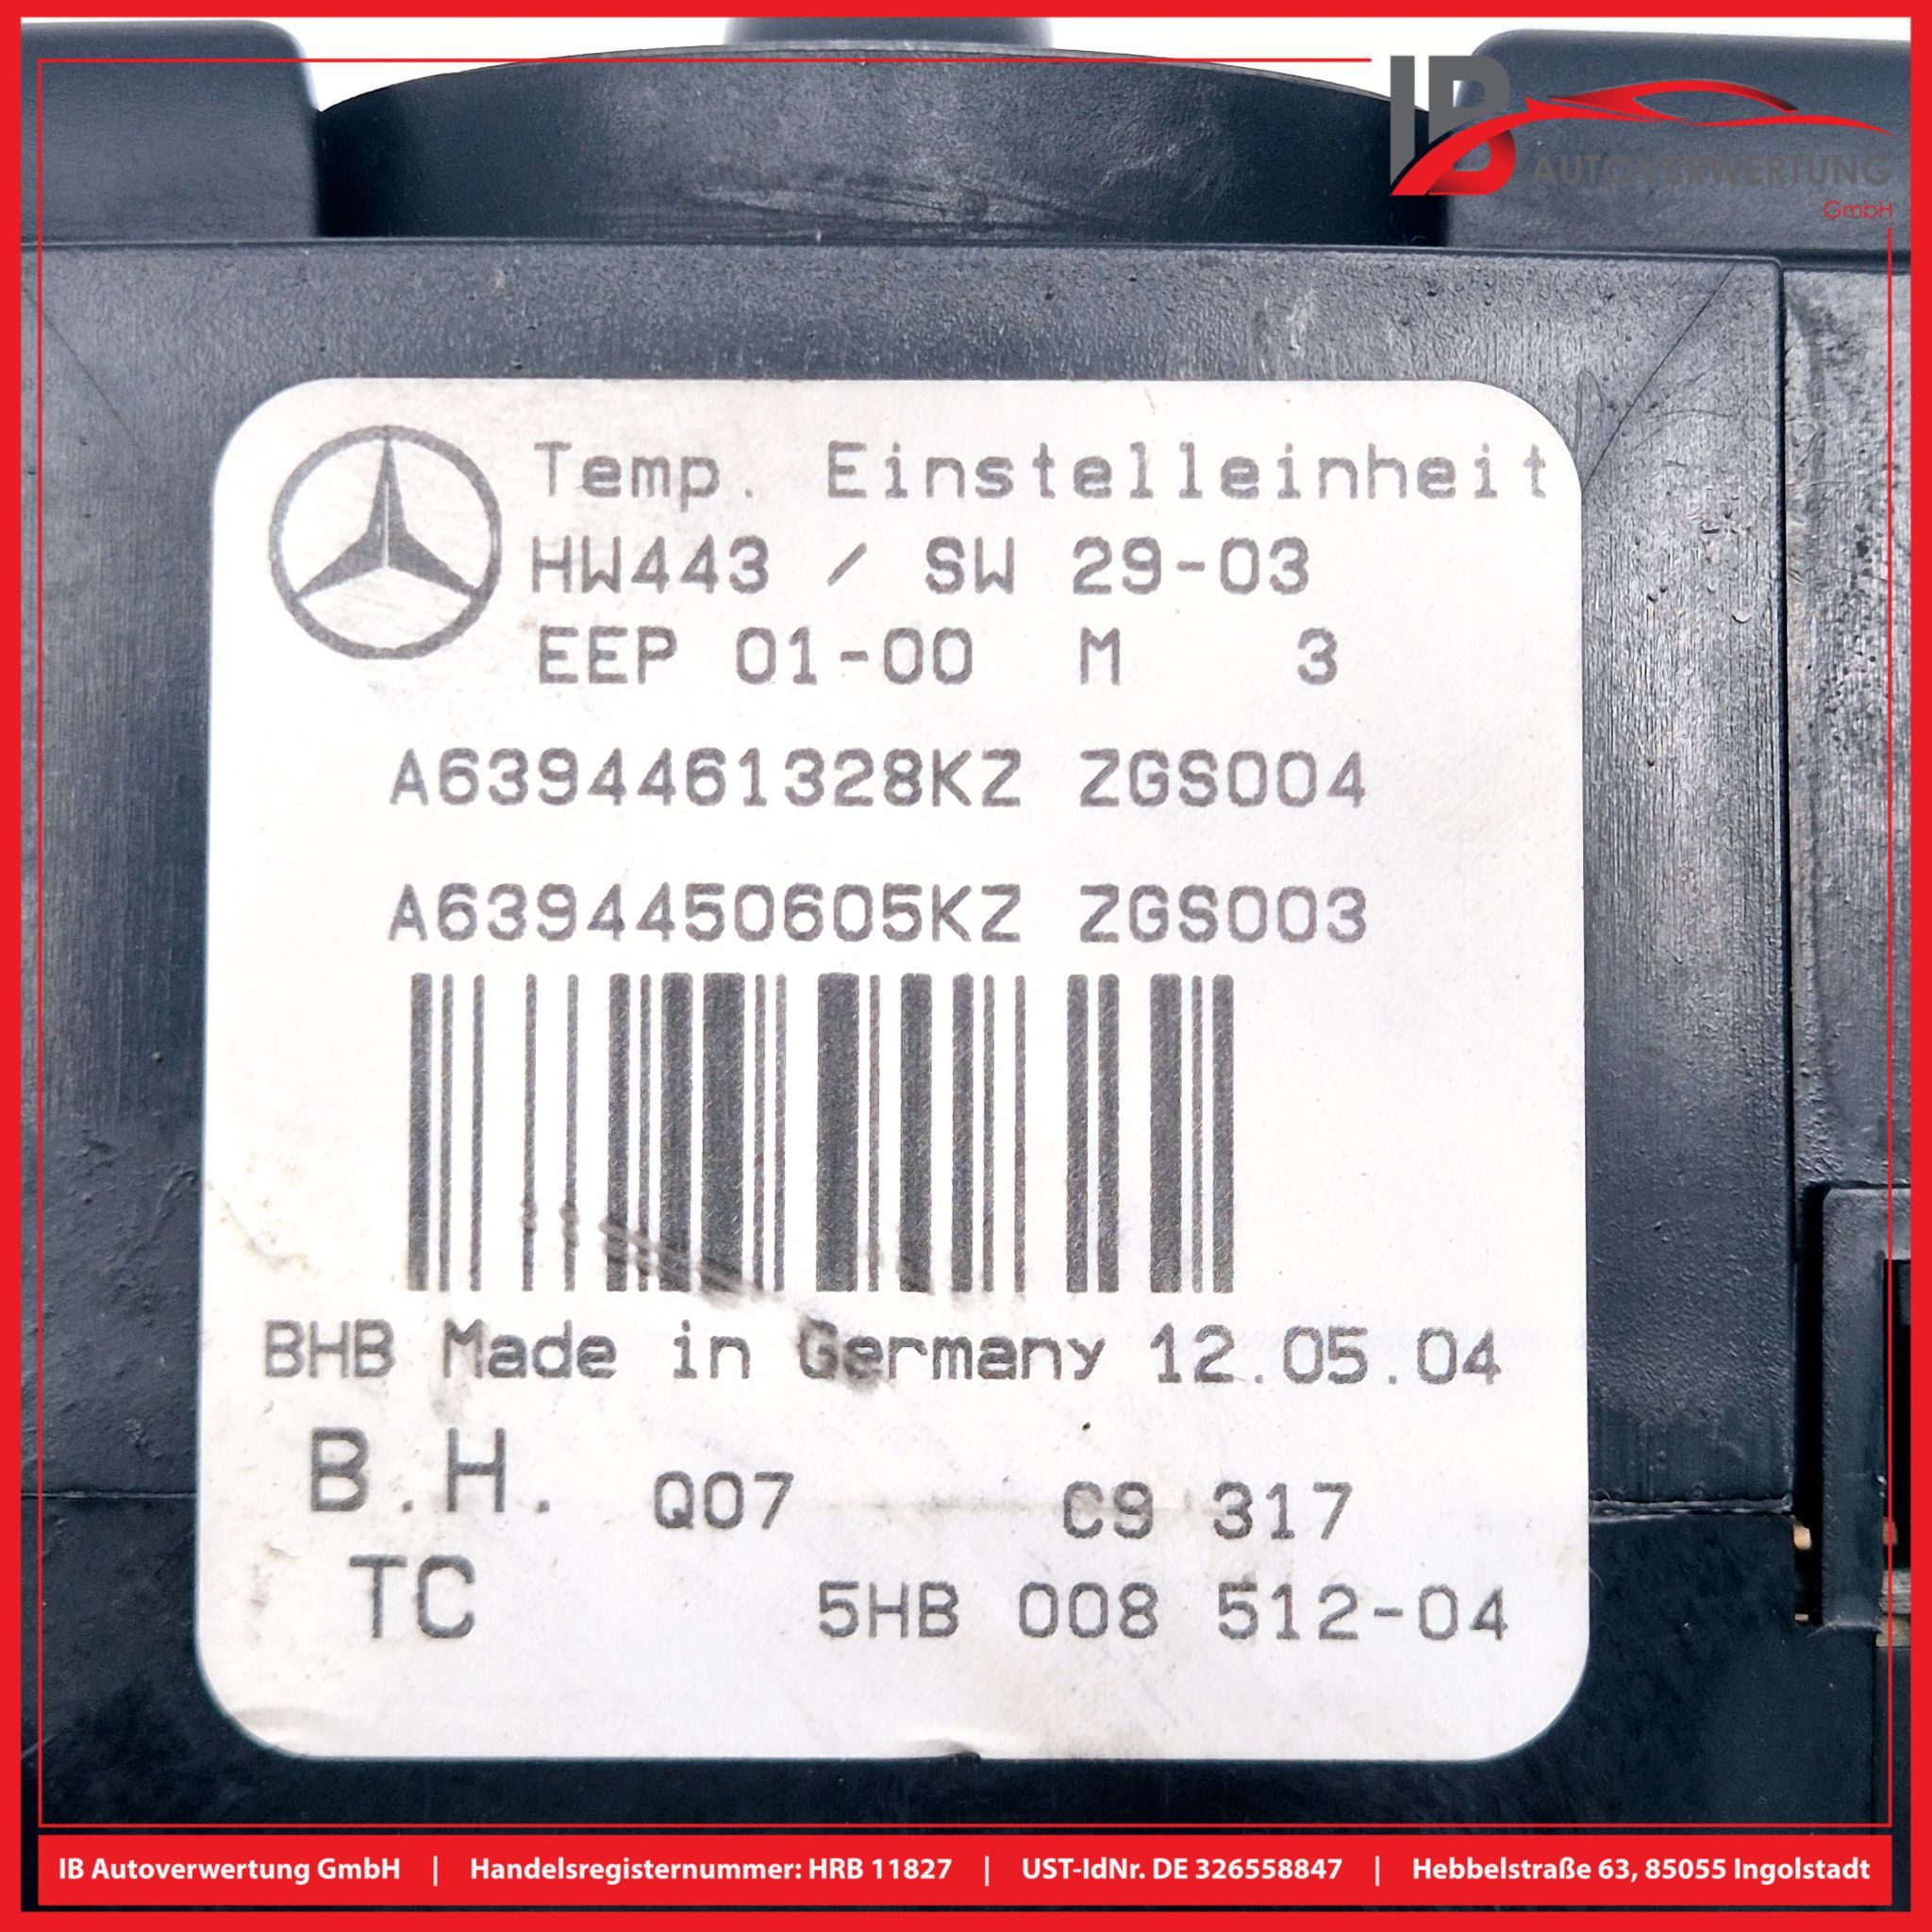 IB
AUTOVERWERTUNG
GmbH
Temp. Einstelleinheit
HW443 / SW 29-03
EEP 01-00 M 3
A6394461328KZ ZGS004
A6394450605KZ ZGS003
BHB Made in Germany 12.05.04
B.H. Q07 C9 317
TC 5HB 008 512-04
IB Autoverwertung GmbH | Handelsregisternummer: HRB 11827 | UST-IdNr. DE 326558847 | Hebbelstraße 63, 85055 Ingolstadt